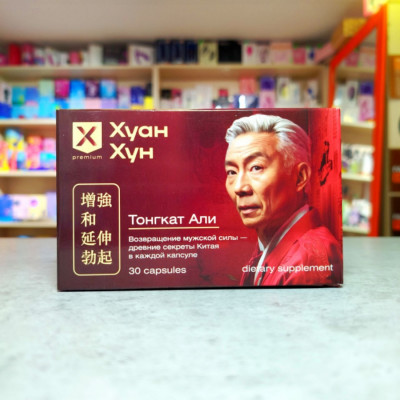 X
premium
Хуан
Хун
增強
和
延伸
勃起
Тонгкат Али
Возвращение мужской силы —
древние секреты Китая
в каждой капсуле
30 capsules
dietary supplement